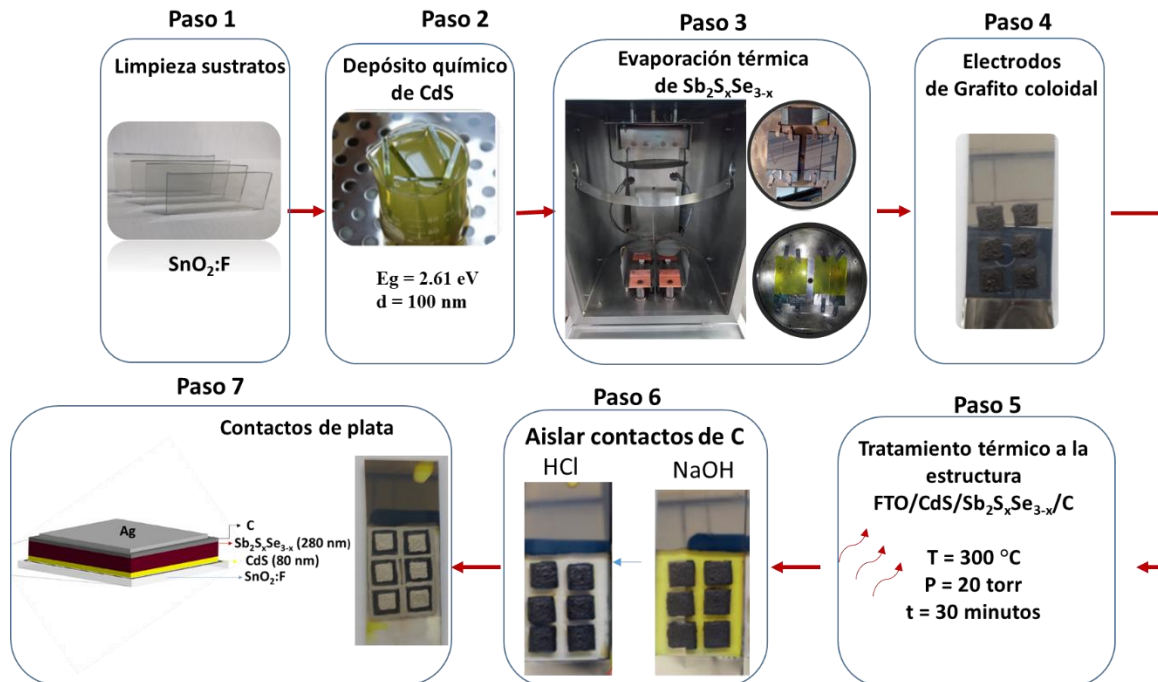 Paso 1
Limpieza sustratos
SnO₂:F
Paso 2
Depósito químico
de CdS
Eg = 2.61 eV
d = 100 nm
Paso 3
Evaporación térmica
de Sb₂SₓSe₃₋ₓ
Paso 4
Electrodos
de Grafito coloidal
Paso 5
Tratamiento térmico a la
estructura
FTO/CdS/Sb₂SₓSe₃₋ₓ/C
T = 300 °C
P = 20 torr
t = 30 minutos
Paso 6
Aislar contactos de C
HCl
NaOH
Paso 7
Contactos de plata
Ag
C
Sb₂SₓSe₃₋ₓ (280 nm)
CdS (80 nm)
SnO₂:F